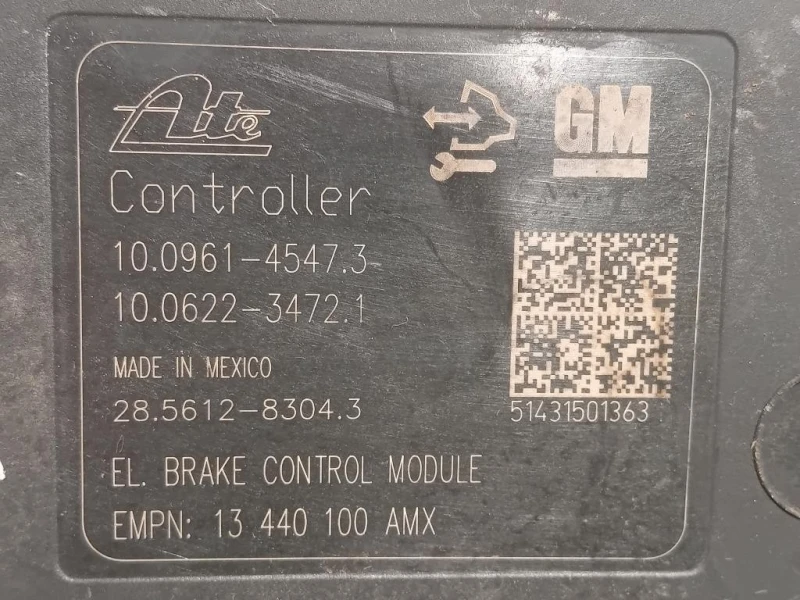 Ate
GM
Controller
10.0961-4547.3
10.0622-3472.1
MADE IN MEXICO
28.5612-8304.3
51431501363
EL. BRAKE CONTROL MODULE
EMPN: 13 440 100 AMX